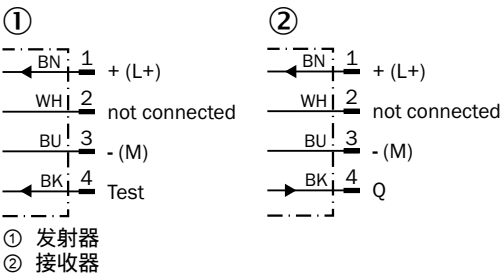 ①
BN 1 + (L+)
WH 2 not connected
BU 3 - (M)
BK 4 Test
②
BN 1 + (L+)
WH 2 not connected
BU 3 - (M)
BK 4 Q
① 发射器
② 接收器